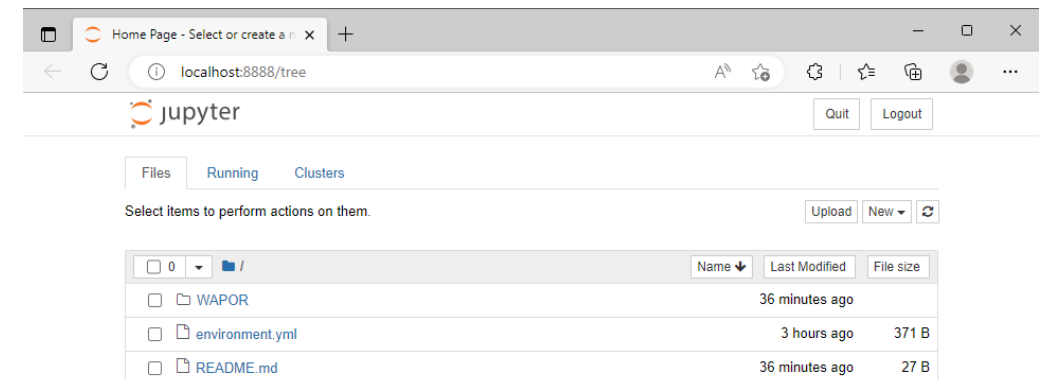 Home Page - Select or create a n
localhost:8888/tree
jupyter
Quit
Logout
Files
Running
Clusters
Select items to perform actions on them.
Upload
New
0
/
Name
Last Modified
File size
WAPOR
36 minutes ago
environment.yml
3 hours ago
371 B
README.md
36 minutes ago
27 B